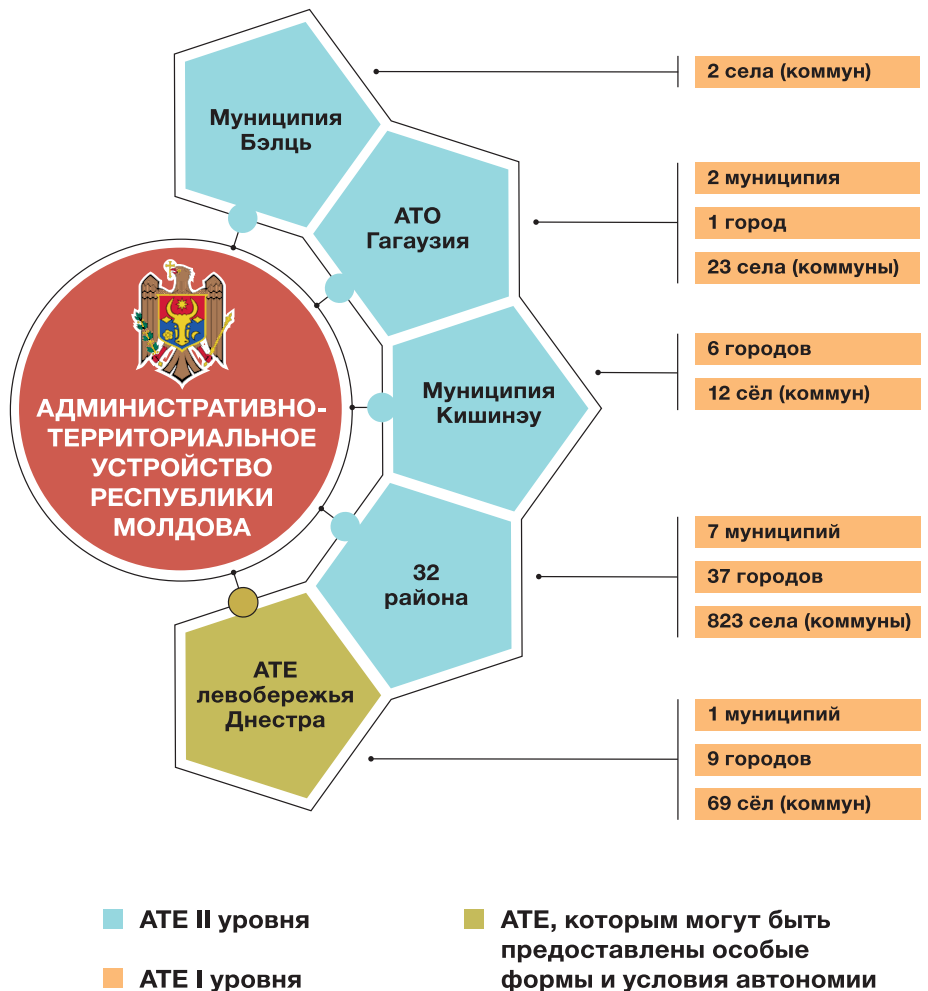 Муниципия
Бэлць
2 села (коммун)
АТО
Гагаузия
2 муниципия
1 город
23 села (коммуны)
Муниципия
Кишинэу
6 городов
12 сёл (коммун)
АДМИНИСТРАТИВНО-
ТЕРРИТОРИАЛЬНОЕ
УСТРОЙСТВО
РЕСПУБЛИКИ
МОЛДОВА
32
района
7 муниципий
37 городов
823 села (коммуны)
АТЕ
левобережья
Днестра
1 муниципий
9 городов
69 сёл (коммун)
АТЕ II уровня
АТЕ I уровня
АТЕ, которым могут быть
предоставлены особые
формы и условия автономии